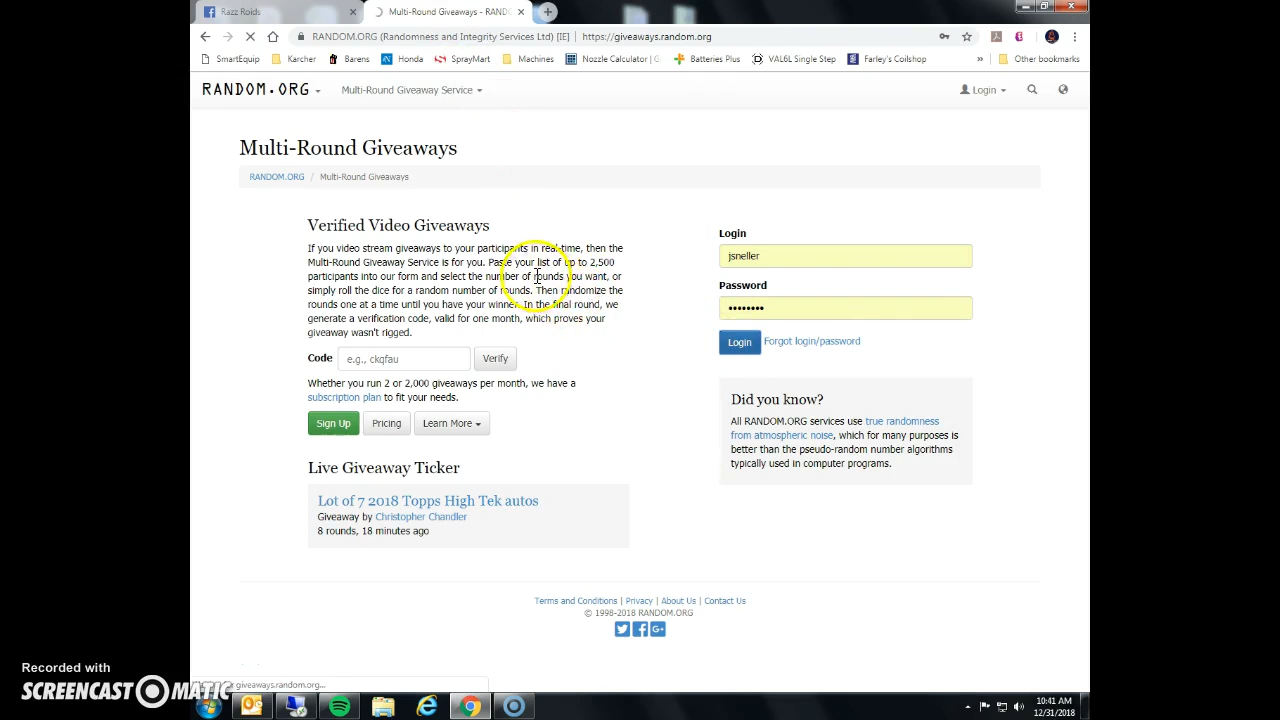 Razz Roids
Multi-Round Giveaways - RAND
RANDOM.ORG (Randomness and Integrity Services Ltd) [IE] | https://giveaways.random.org
SmartEquip Karcher Barens Honda SprayMart Machines Nozzle Calculator | G Batteries Plus VAL6L Single Step Farley's Coilshop » Other bookmarks
RANDOM.ORG Multi-Round Giveaway Service Login
Multi-Round Giveaways
RANDOM.ORG / Multi-Round Giveaways
Verified Video Giveaways
If you video stream giveaways to your participants in real-time, then the
Multi-Round Giveaway Service is for you. Paste your list of up to 2,500
participants into our form and select the number of rounds you want, or
simply roll the dice for a random number of rounds. Then randomize the
rounds one at a time until you have your winner. In the final round, we
generate a verification code, valid for one month, which proves your
giveaway wasn't rigged.
Code e.g., ckgfau Verify
Whether you run 2 or 2,000 giveaways per month, we have a
subscription plan to fit your needs.
Sign Up Pricing Learn More
Live Giveaway Ticker
Lot of 7 2018 Topps High Tek autos
Giveaway by Christopher Chandler
8 rounds, 18 minutes ago
Login
jsneller
Password
••••••••
Login Forgot login/password
Did you know?
All RANDOM.ORG services use true randomness
from atmospheric noise, which for many purposes is
better than the pseudo-random number algorithms
typically used in computer programs.
Terms and Conditions | Privacy | About Us | Contact Us
© 1998-2018 RANDOM.ORG
Recorded with
SCREENCAST MATIC
giveaways.random.org...
10:41 AM
12/31/2018